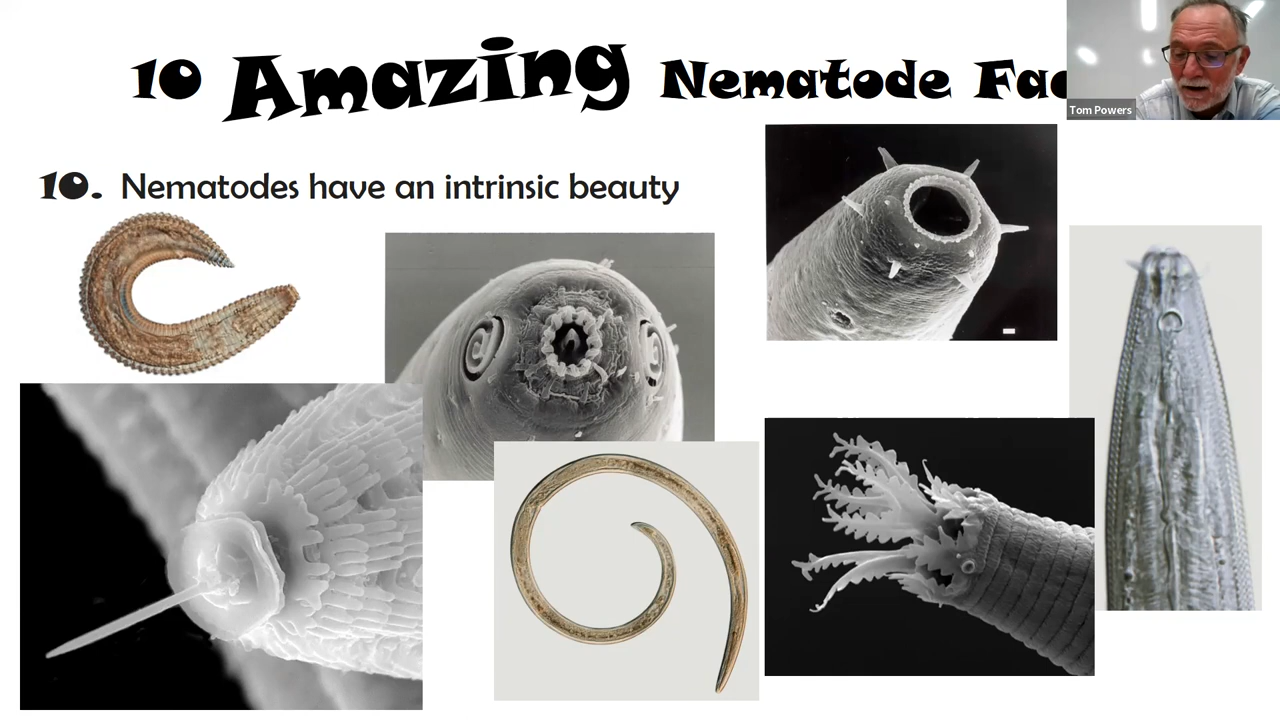 10 Amazing Nematode Fac
Tom Powers
10. Nematodes have an intrinsic beauty